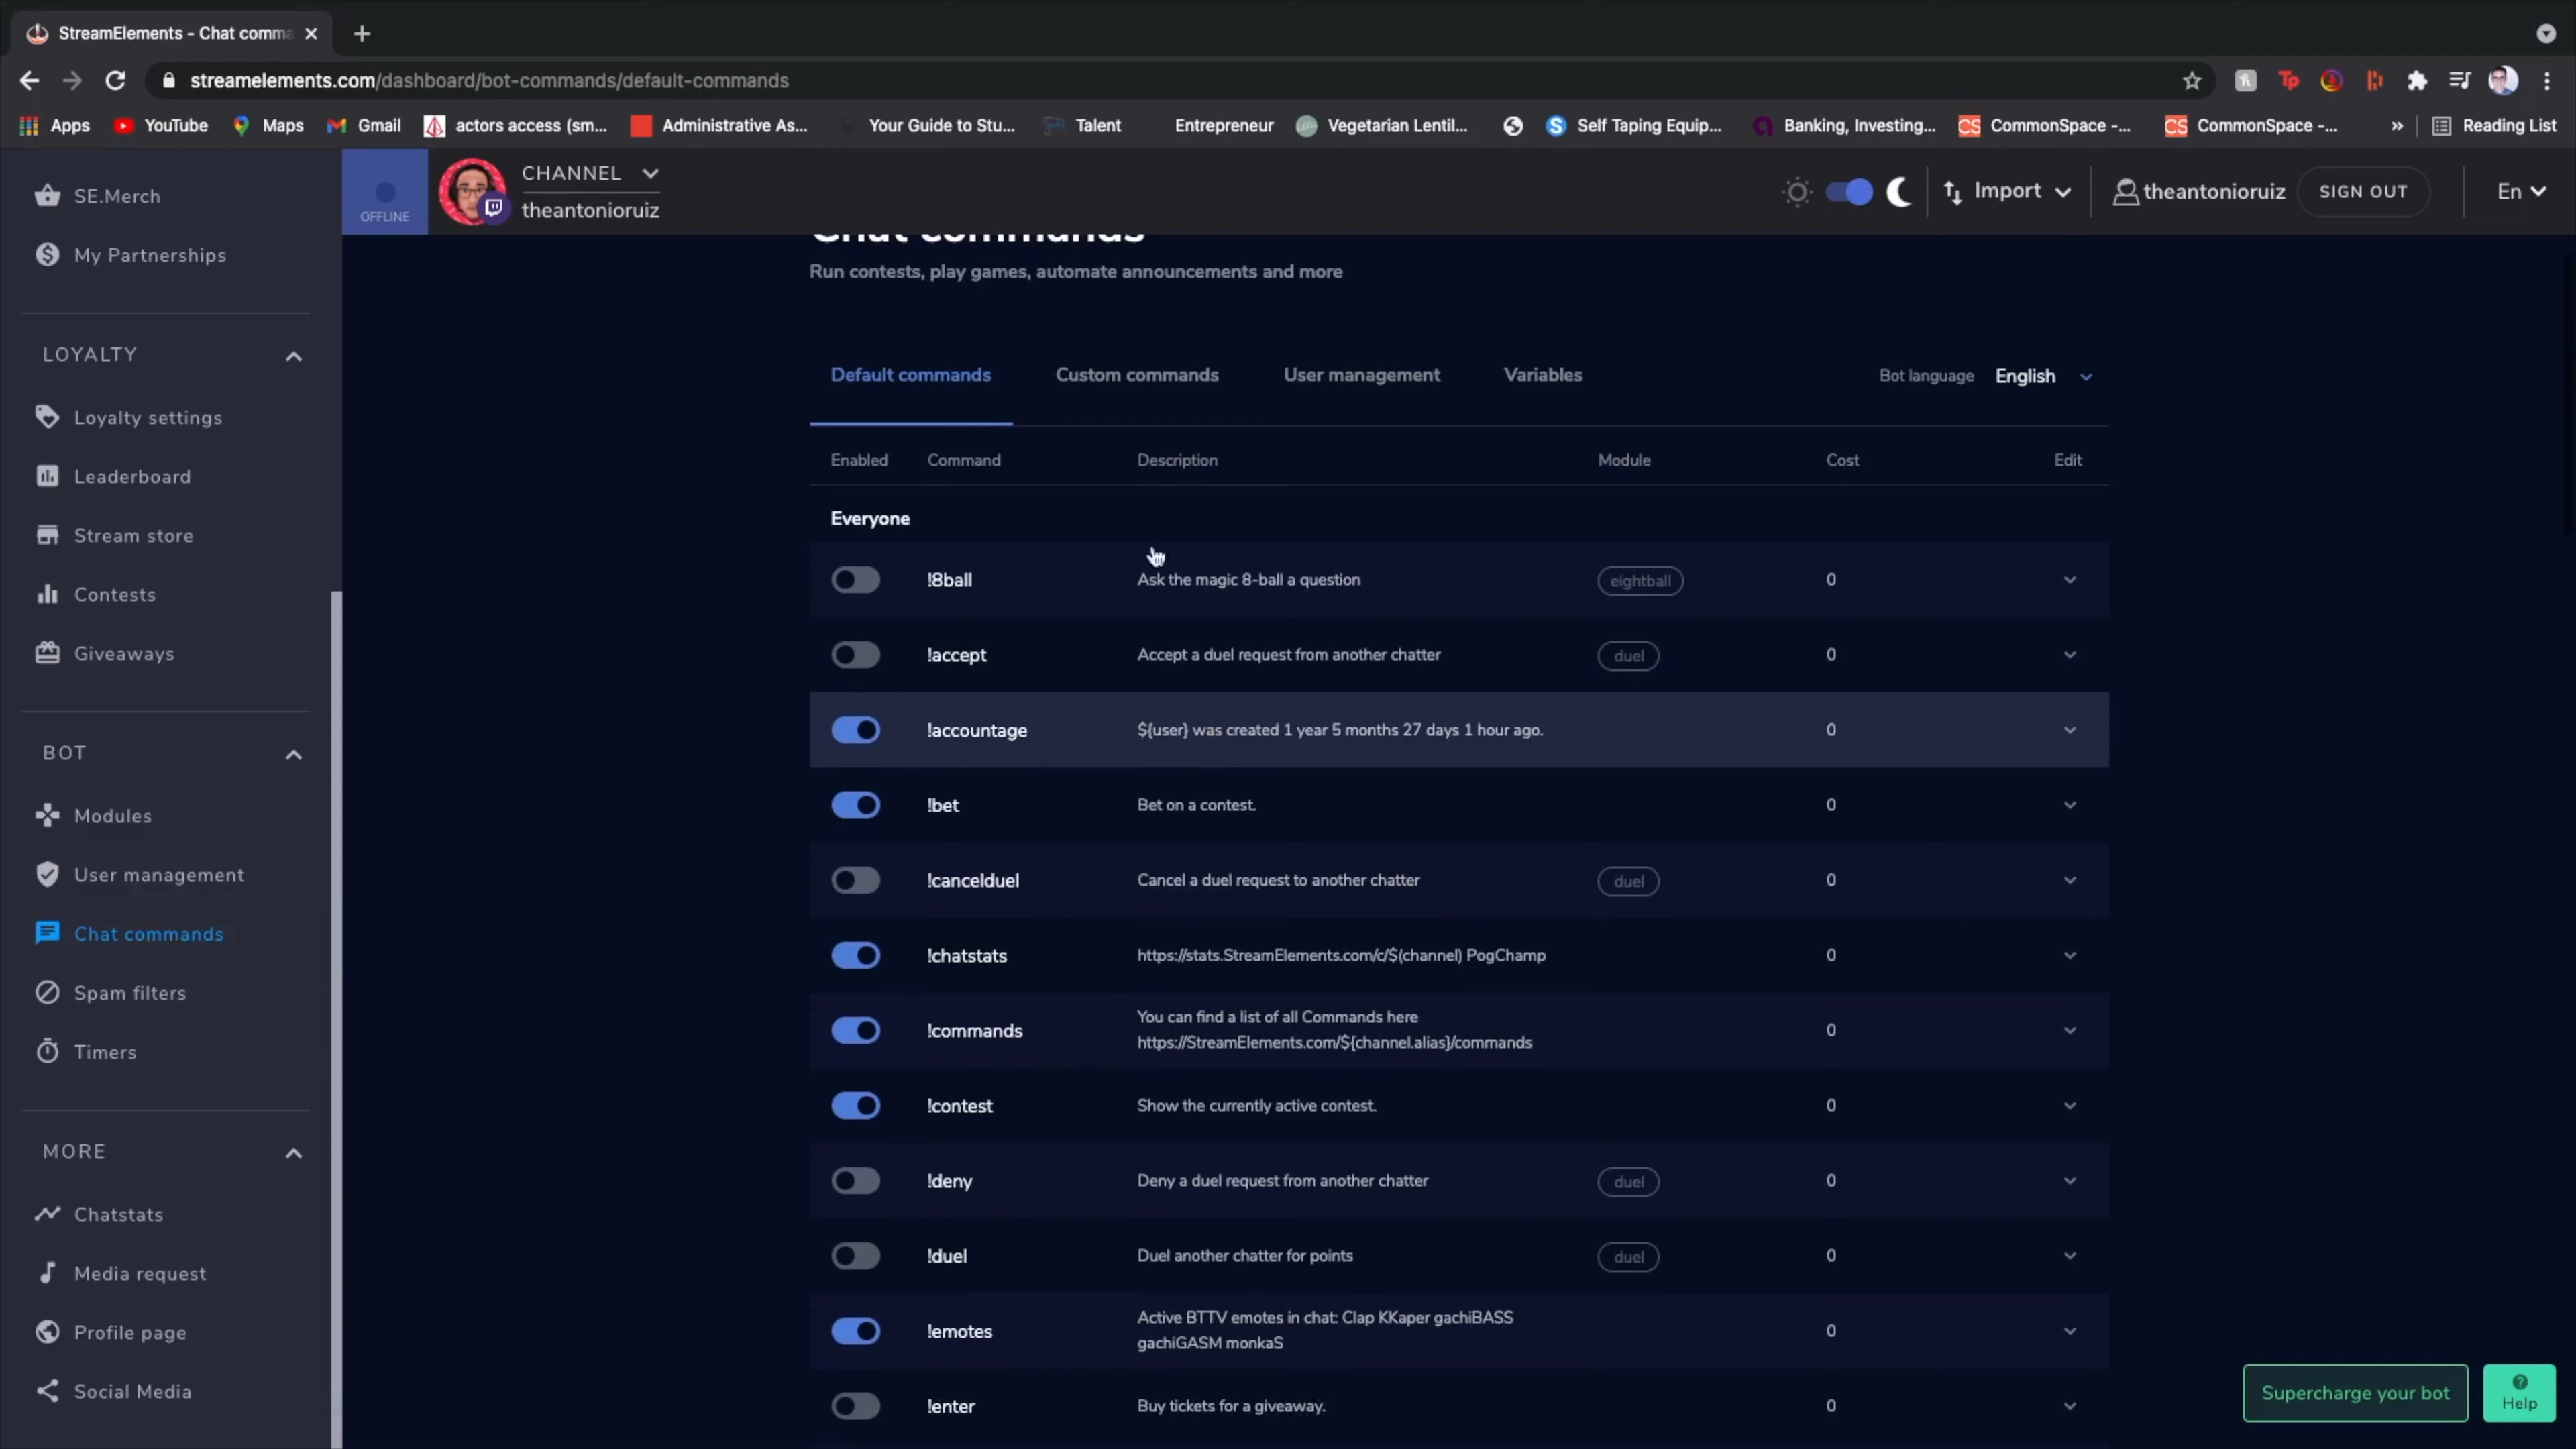 StreamElements - Chat comma
streamelements.com/dashboard/bot-commands/default-commands
Apps
YouTube
Maps
Gmail
actors access (sm...
Administrative As...
Your Guide to Stu...
Talent
Entrepreneur
Vegetarian Lentil...
Self Taping Equip...
Banking, Investing...
CS CommonSpace -...
CS CommonSpace -...
» Reading List
SE.Merch
My Partnerships
LOYALTY
Loyalty settings
Leaderboard
Stream store
Contests
Giveaways
BOT
Modules
User management
Chat commands
Spam filters
Timers
MORE
Chatstats
Media request
Profile page
Social Media
OFFLINE
CHANNEL
theantonioruiz
Import
theantonioruiz
SIGN OUT
En
Chat commands
Run contests, play games, automate announcements and more
Default commands Custom commands User management Variables Bot language English
Enabled Command Description Module Cost Edit
Everyone
!8ball Ask the magic 8-ball a question eightball 0
!accept Accept a duel request from another chatter duel 0
!accountage ${user} was created 1 year 5 months 27 days 1 hour ago. 0
!bet Bet on a contest. 0
!cancelduel Cancel a duel request to another chatter duel 0
!chatstats https://stats.StreamElements.com/c/$(channel) PogChamp 0
!commands You can find a list of all Commands here
https://StreamElements.com/${channel.alias}/commands 0
!contest Show the currently active contest. 0
!deny Deny a duel request from another chatter duel 0
!duel Duel another chatter for points duel 0
!emotes Active BTTV emotes in chat: Clap KKaper gachiBASS
gachiGASM monkaS 0
!enter Buy tickets for a giveaway. 0
Supercharge your bot
Help